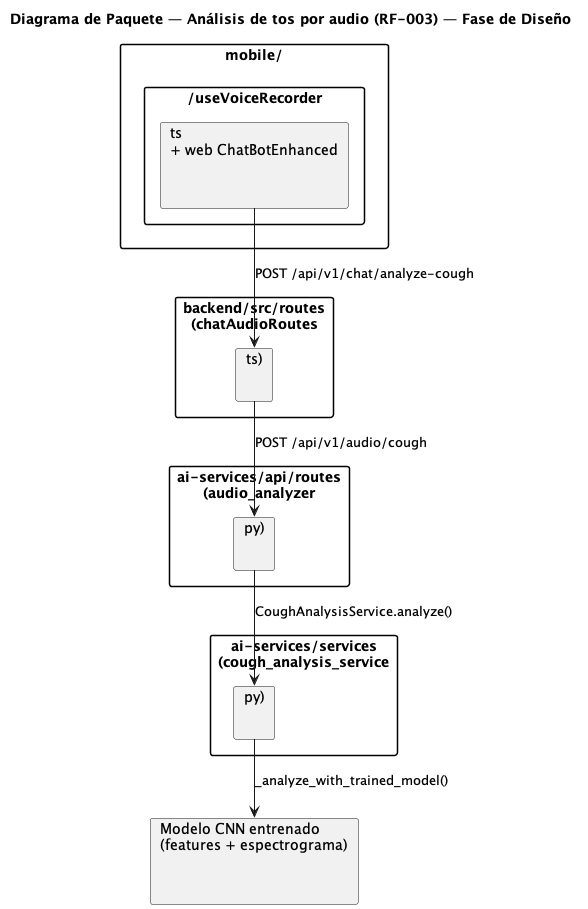 Diagrama de Paquete — Análisis de tos por audio (RF-003) — Fase de Diseño
mobile/
/useVoiceRecorder
ts
+ web ChatBotEnhanced
POST /api/v1/chat/analyze-cough
backend/src/routes
(chatAudioRoutes
ts)
POST /api/v1/audio/cough
ai-services/api/routes
(audio_analyzer
py)
CoughAnalysisService.analyze()
ai-services/services
(cough_analysis_service
py)
_analyze_with_trained_model()
Modelo CNN entrenado
(features + espectrograma)